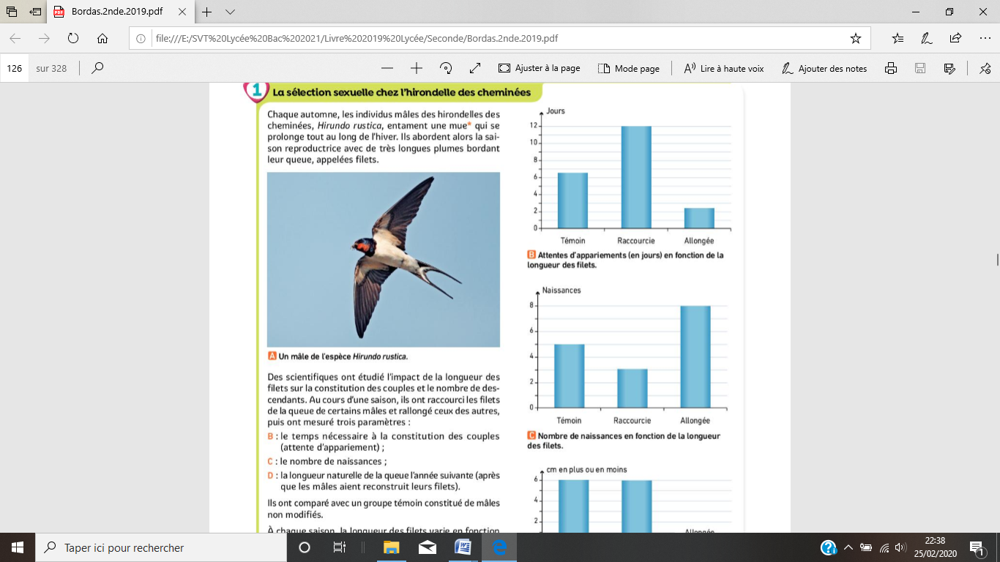 Bordas.2nde.2019.pdf
file:///E:/SVT%20Lycée%20Bac%202021/Livre%202019%20Lycée/Seconde/Bordas.2nde.2019.pdf
126 sur 328
Ajuster à la page
Mode page
Lire à haute voix
Ajouter des notes
1 La sélection sexuelle chez l'hirondelle des cheminées
Chaque automne, les individus mâles des hirondelles des
cheminées, Hirundo rustica, entament une mue* qui se
prolonge tout au long de l'hiver. Ils abordent alors la sai-
son reproductrice avec de très longues plumes bordant
leur queue, appelées filets.
A Un mâle de l'espèce Hirundo rustica.
Des scientifiques ont étudié l'impact de la longueur des
filets sur la constitution des couples et le nombre de des-
cendants. Au cours d'une saison, ils ont raccourci les filets
de la queue de certains mâles et rallongé ceux des autres,
puis ont mesuré trois paramètres :
B : le temps nécessaire à la constitution des couples
(attente d'appariement) ;
C : le nombre de naissances ;
D : la longueur naturelle de la queue l'année suivante (après
que les mâles aient reconstruit leurs filets).
Ils ont comparé avec un groupe témoin constitué de mâles
non modifiés.
À chaque saison, la longueur des filets varie en fonction
Jours
12
10
8
6
4
2
0
Témoin Raccourcie Allongée
B Attentes d'appariements (en jours) en fonction de la
longueur des filets.
Naissances
8
6
4
2
0
Témoin Raccourcie Allongée
C Nombre de naissances en fonction de la longueur
des filets.
cm en plus ou en moins
6
4
2
Allongée
Taper ici pour rechercher
22:38
25/02/2020
1